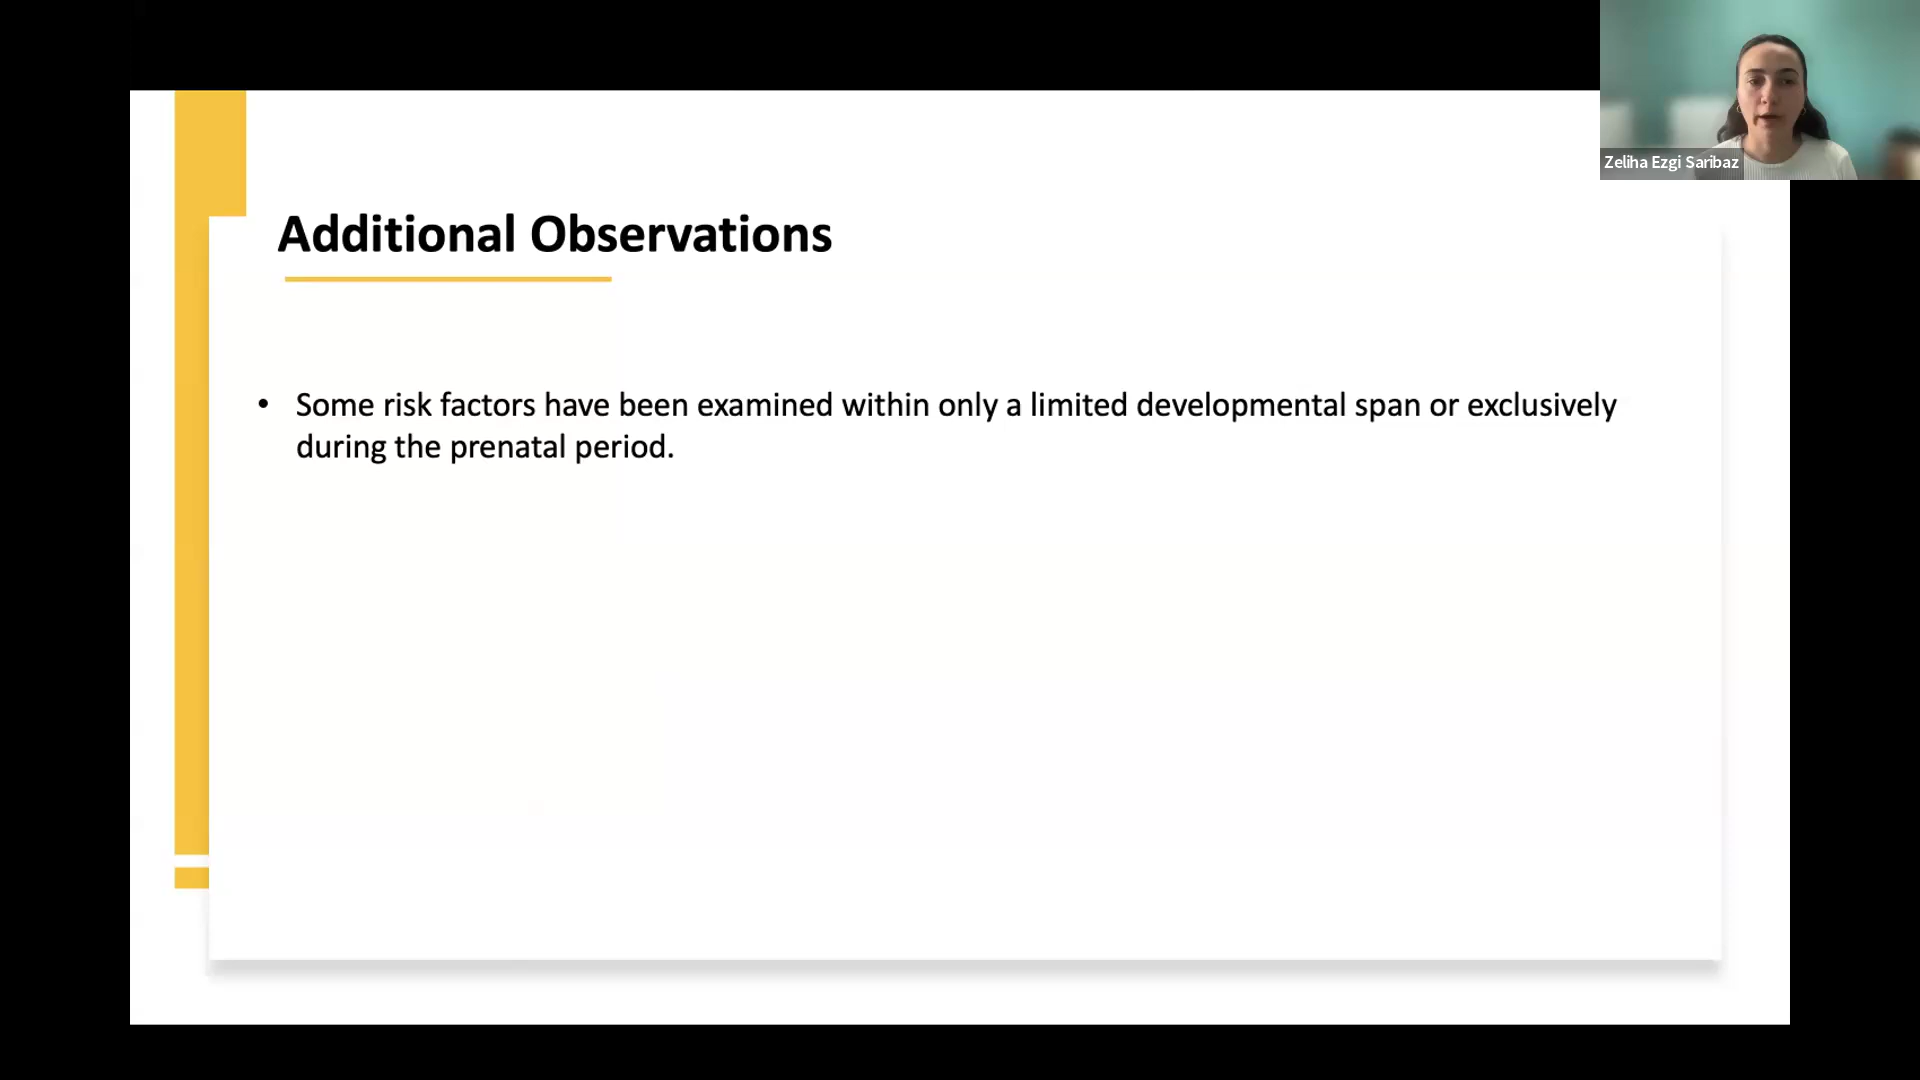 Zeliha Ezgi Saribaz
Additional Observations
• Some risk factors have been examined within only a limited developmental span or exclusively
during the prenatal period.